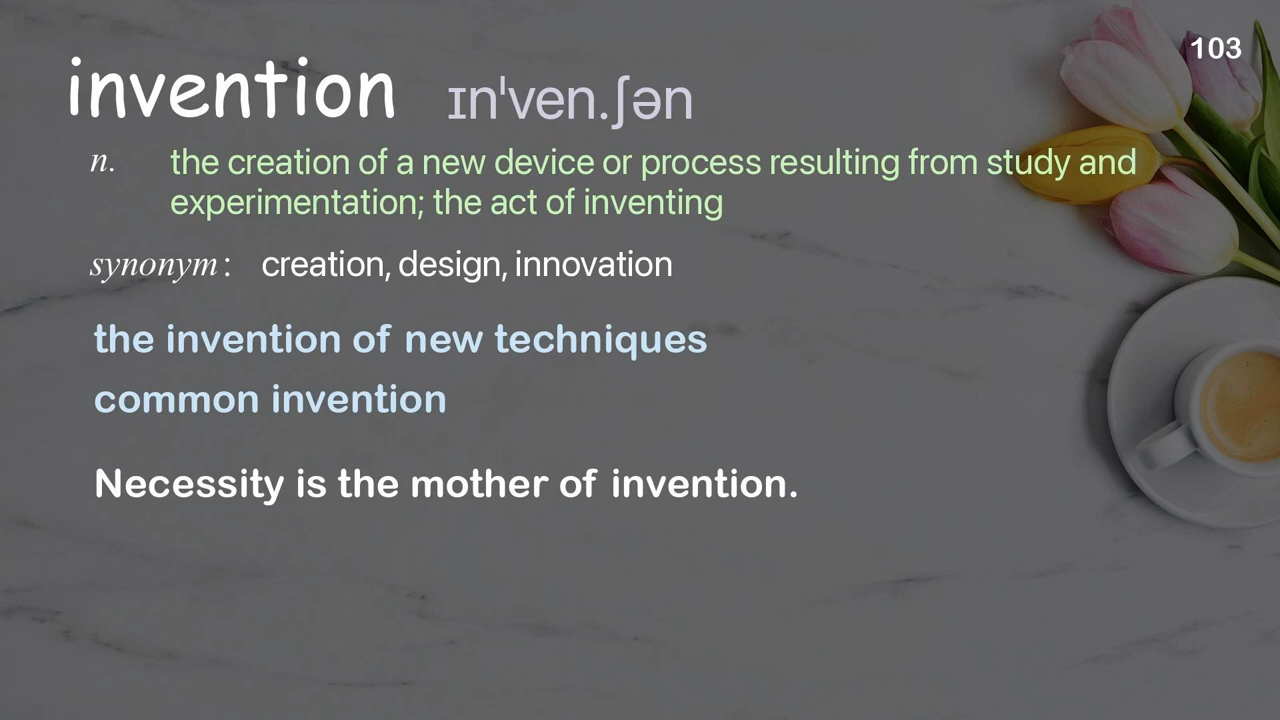 103
invention ɪnˈven.ʃən
n. the creation of a new device or process resulting from study and
experimentation; the act of inventing
synonym: creation, design, innovation
the invention of new techniques
common invention
Necessity is the mother of invention.